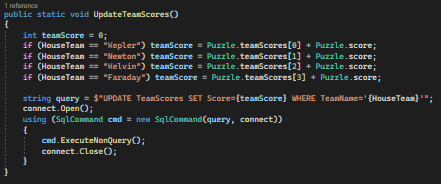 1 reference
public static void UpdateTeamScores()
{
int teamScore = 0;
if (HouseTeam == "Kepler") teamScore = Puzzle.teamScores[0] + Puzzle.score;
if (HouseTeam == "Newton") teamScore = Puzzle.teamScores[1] + Puzzle.score;
if (HouseTeam == "Kelvin") teamScore = Puzzle.teamScores[2] + Puzzle.score;
if (HouseTeam == "Faraday") teamScore = Puzzle.teamScores[3] + Puzzle.score;
string query = $"UPDATE TeamScores SET Score={teamScore} WHERE TeamName='{HouseTeam}'";
connect.Open();
using (SqlCommand cmd = new SqlCommand(query, connect))
{
cmd.ExecuteNonQuery();
connect.Close();
}
}